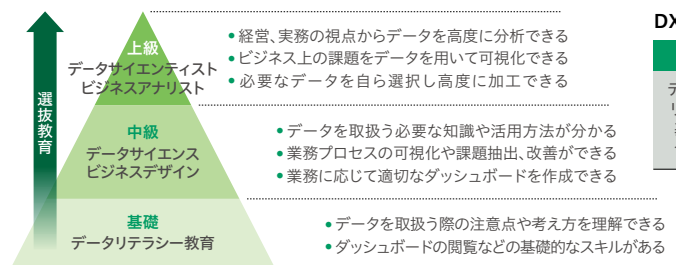 選抜教育
上級
データサイエンティスト
ビジネスアナリスト
• 経営、実務の視点からデータを高度に分析できる
• ビジネス上の課題をデータを用いて可視化できる
• 必要なデータを自ら選択し高度に加工できる
中級
データサイエンス
ビジネスデザイン
• データを取扱う必要な知識や活用方法が分かる
• 業務プロセスの可視化や課題抽出、改善ができる
• 業務に応じて適切なダッシュボードを作成できる
基礎
データリテラシー教育
• データを取扱う際の注意点や考え方を理解できる
• ダッシュボードの閲覧などの基礎的なスキルがある
DX